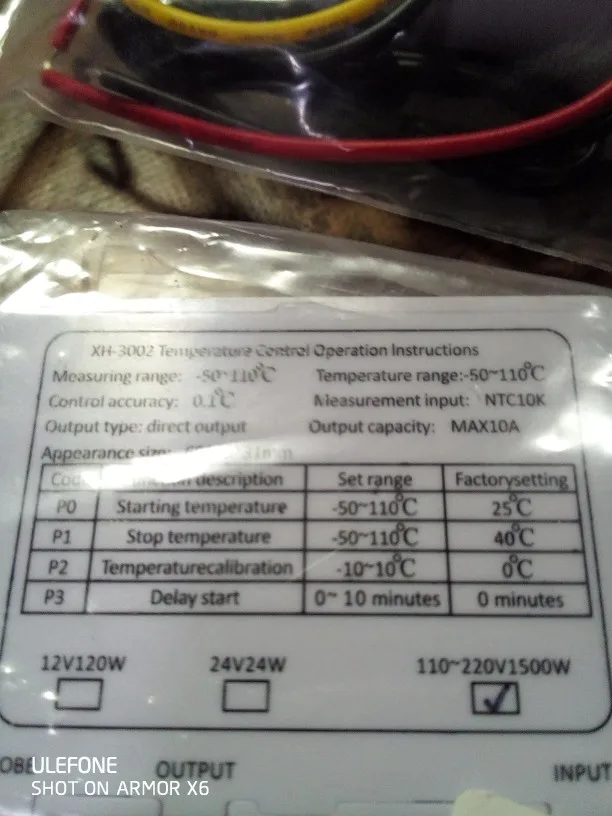 XH-3002 Temperature Control Operation Instructions
Measuring range: -50~110℃ Temperature range:-50~110℃
Control accuracy: 0.1℃ Measurement input: NTC10K
Output type: direct output Output capacity: MAX10A
Appearance 31mm
description Set range Factorysetting
P0 Starting temperature -50~110℃ 25℃
P1 Stop temperature -50~110℃ 40℃
P2 Temperaturecalibration -10~10℃ 0℃
P3 Delay start 0~ 10 minutes 0 minutes
12V120W 24V24W 110~220V1500W
OUTPUT INPUT
ULEFONE
SHOT ON ARMOR X6